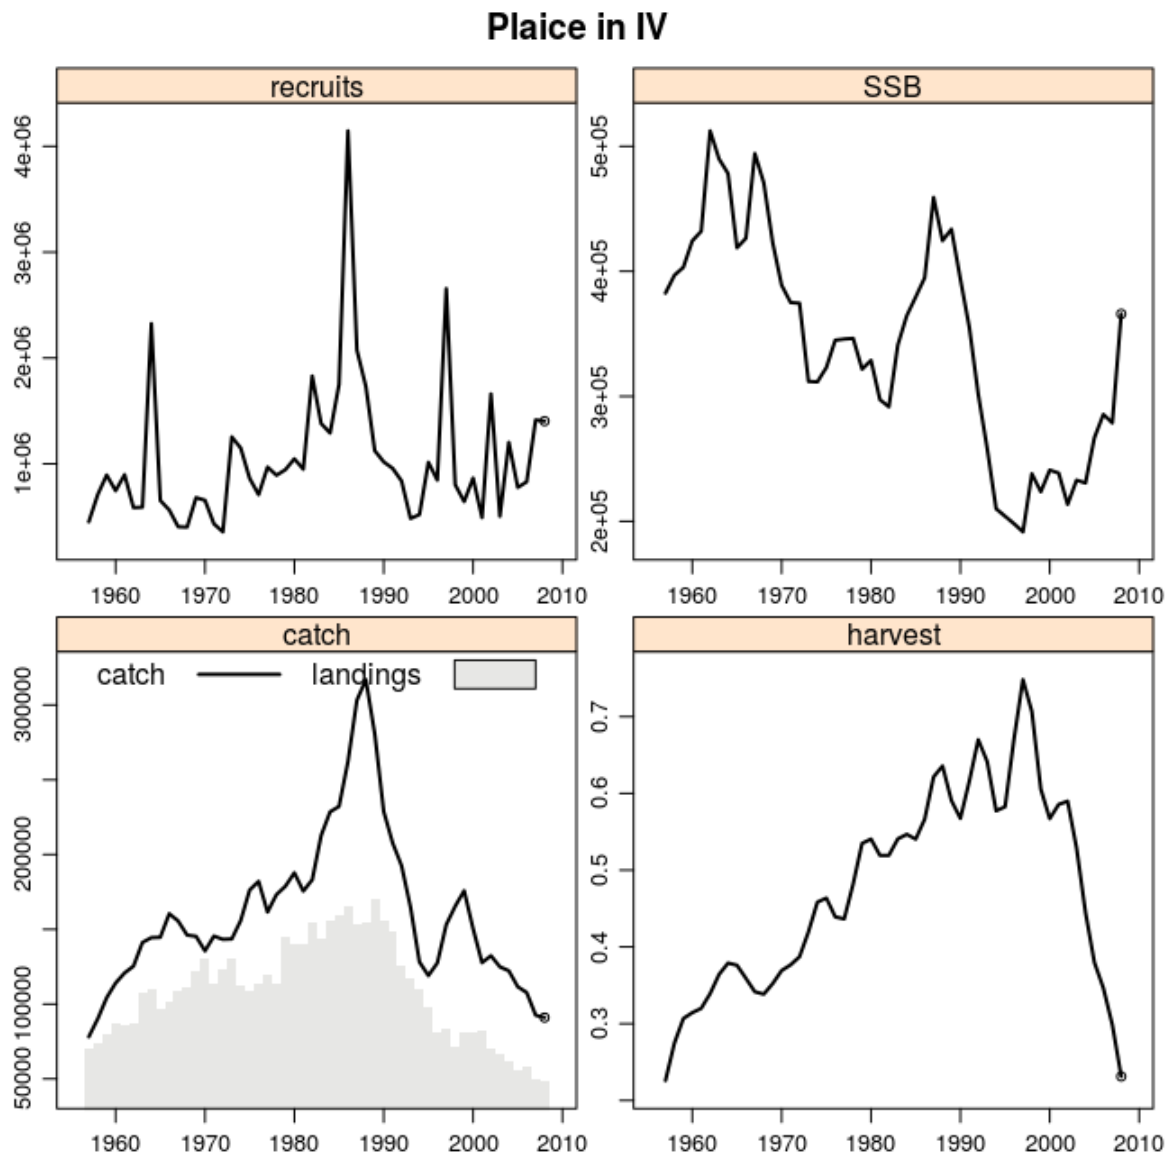 Plaice in IV
recruits
4e+06
3e+06
2e+06
1e+06
1960 1970 1980 1990 2000 2010
SSB
5e+05
4e+05
3e+05
2e+05
1960 1970 1980 1990 2000 2010
catch
catch landings
300000
200000
100000
50000
1960 1970 1980 1990 2000 2010
harvest
0.7
0.6
0.5
0.4
0.3
1960 1970 1980 1990 2000 2010